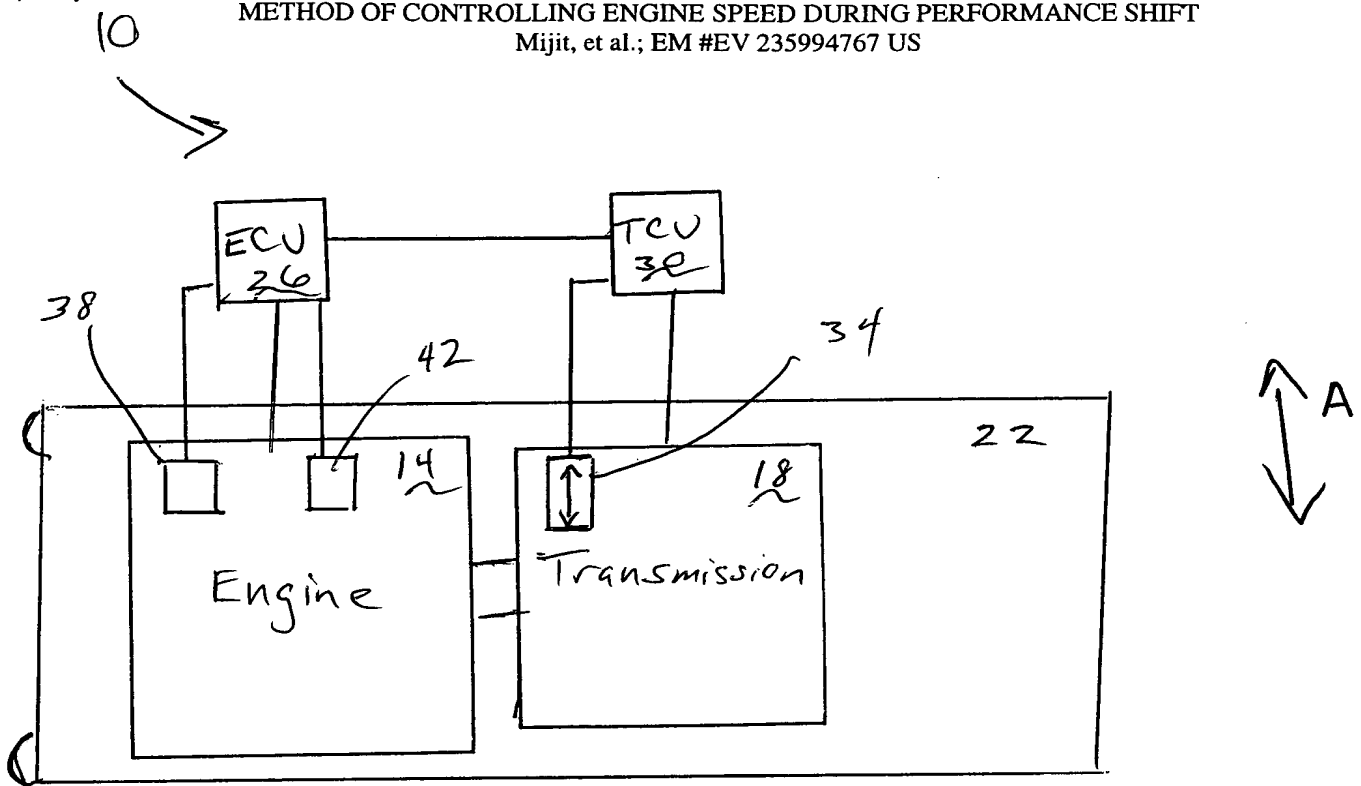 METHOD OF CONTROLLING ENGINE SPEED DURING PERFORMANCE SHIFT
Mijit, et al.; EM #EV 235994767 US
10
ECU
26
TCU
30
38
42
34
A
22
14
18
Engine
Transmission